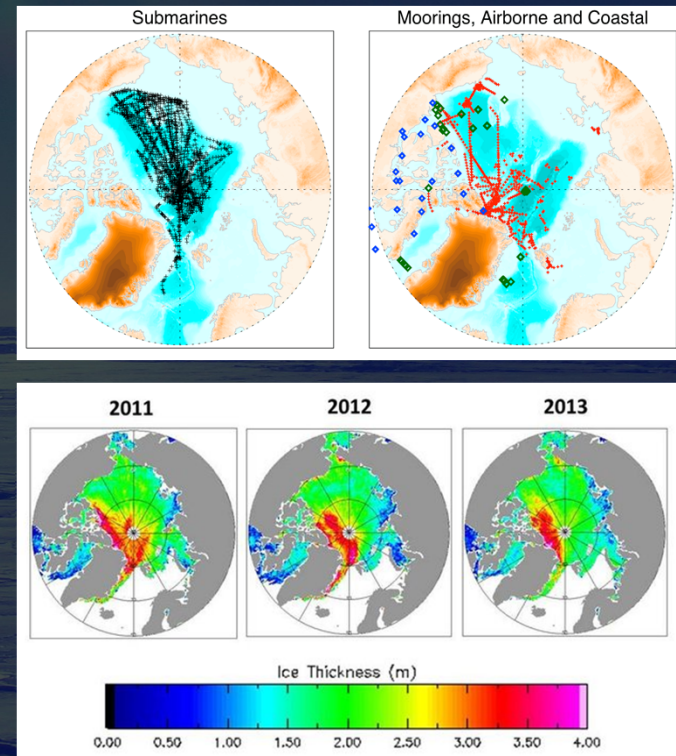 Submarines
Moorings, Airborne and Coastal
2011 2012 2013
Ice Thickness (m)
0.00 0.50 1.00 1.50 2.00 2.50 3.00 3.50 4.00